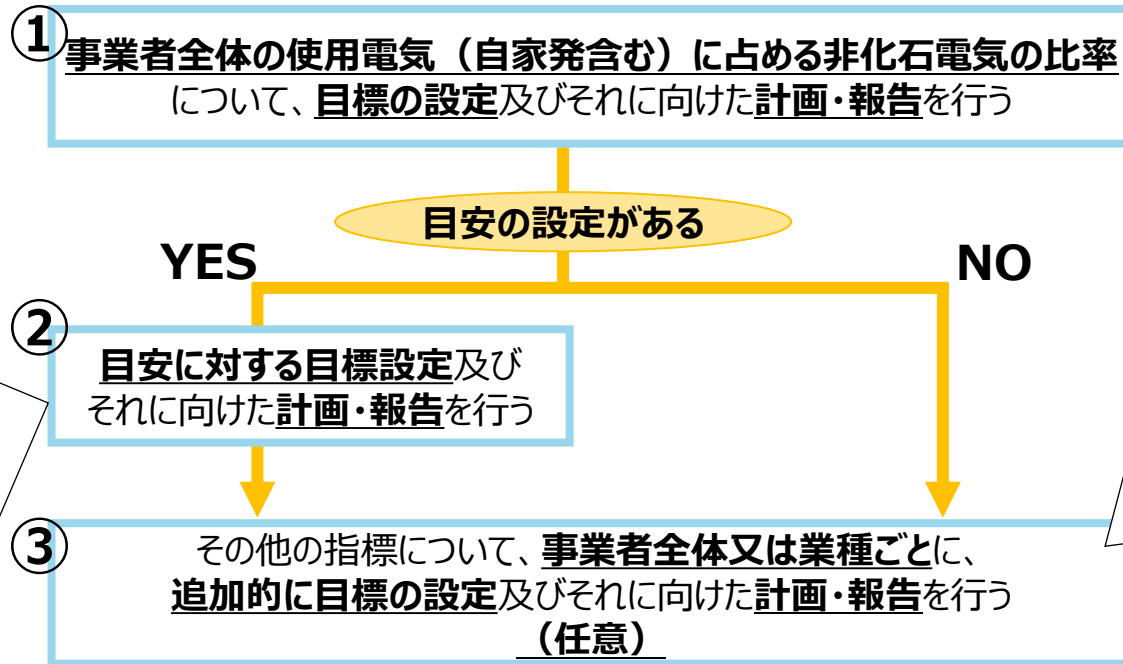 ①
事業者全体の使用電気（自家発含む）に占める非化石電気の比率
について、目標の設定及びそれに向けた計画・報告を行う
目安の設定がある
YES
NO
②
目安に対する目標設定及び
それに向けた計画・報告を行う
③
その他の指標について、事業者全体又は業種ごとに、
追加的に目標の設定及びそれに向けた計画・報告を行う
（任意）